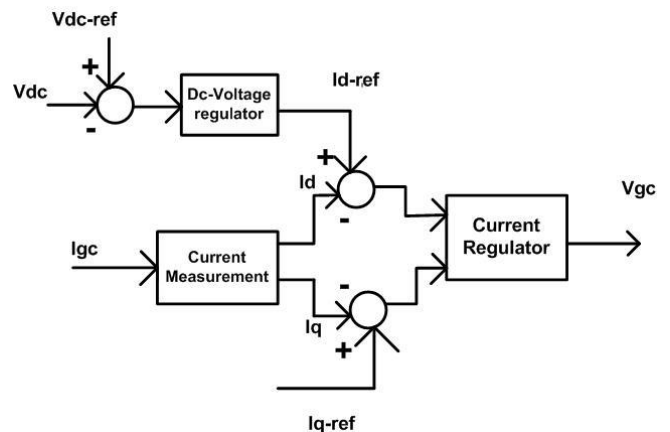 Vdc-ref
+
Vdc
-
Dc-Voltage
regulator
Id-ref
+
Id
-
Igc
Current
Measurement
Current
Regulator
Vgc
-
Iq
+
Iq-ref